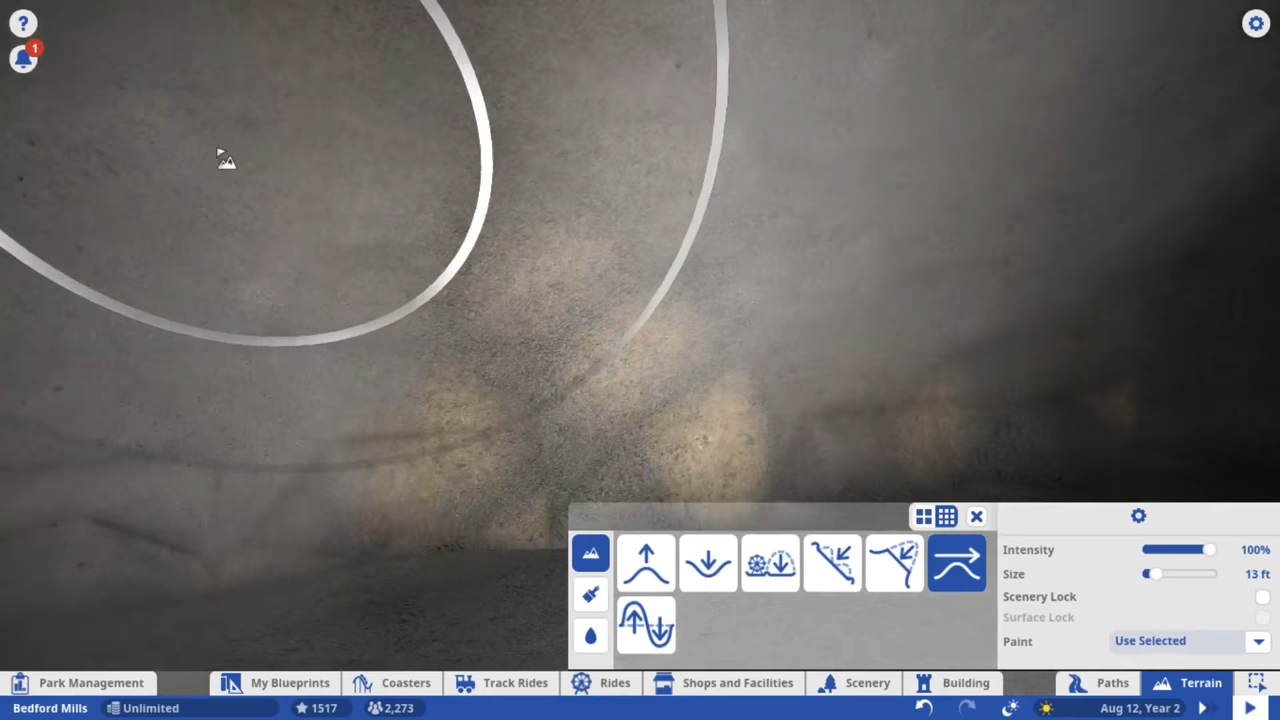 ?
1
Intensity 100%
Size 13 ft
Scenery Lock
Surface Lock
Paint Use Selected
Park Management My Blueprints Coasters Track Rides Rides Shops and Facilities Scenery Building Paths Terrain
Bedford Mills Unlimited 1517 2,273 Aug 12, Year 2